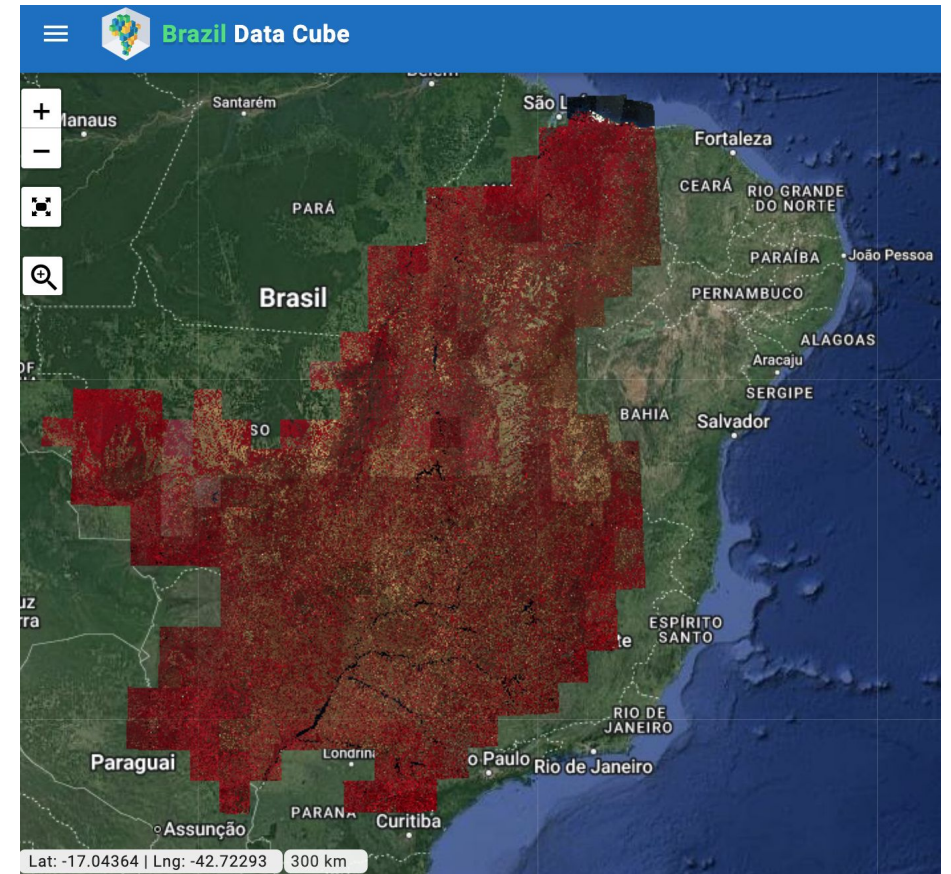 Brazil Data Cube
Santarém
São L
Manaus
Fortaleza
CEARÁ
RIO GRANDE
DO NORTE
PARÁ
PARAÍBA
João Pessoa
Brasil
PERNAMBUCO
ALAGOAS
Aracaju
SERGIPE
BAHIA
Salvador
SO
ESPÍRITO
SANTO
te
RIO DE
JANEIRO
Londrina
Paraguai
o Paulo
Rio de Janeiro
PARANÁ
Curitiba
Assunção
Lat: -17.04364 | Lng: -42.72293
300 km